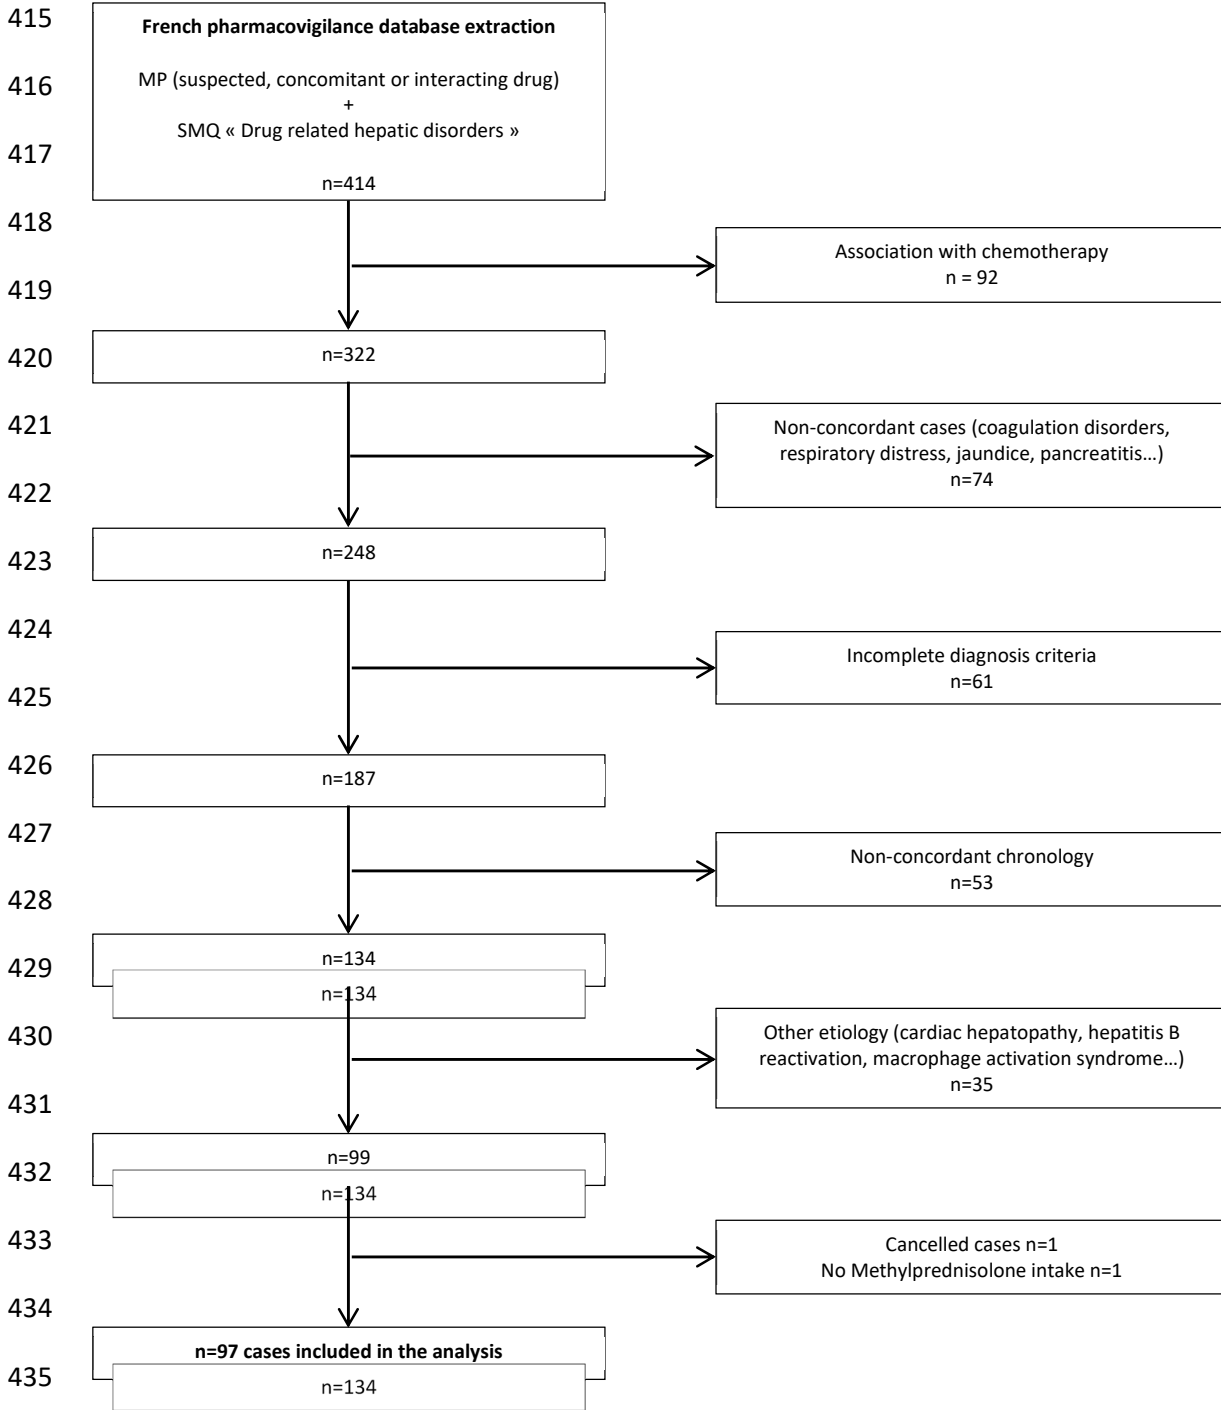 415
French pharmacovigilance database extraction
416
MP (suspected, concomitant or interacting drug)
+
SMQ « Drug related hepatic disorders »
417
n=414
418
Association with chemotherapy
n = 92
419
420
n=322
421
Non-concordant cases (coagulation disorders,
respiratory distress, jaundice, pancreatitis…)
n=74
422
423
n=248
424
Incomplete diagnosis criteria
n=61
425
426
n=187
427
Non-concordant chronology
n=53
428
429
n=134
n=134
430
Other etiology (cardiac hepatopathy, hepatitis B
reactivation, macrophage activation syndrome…)
n=35
431
432
n=99
n=134
433
Cancelled cases n=1
No Methylprednisolone intake n=1
434
n=97 cases included in the analysis
435
n=134